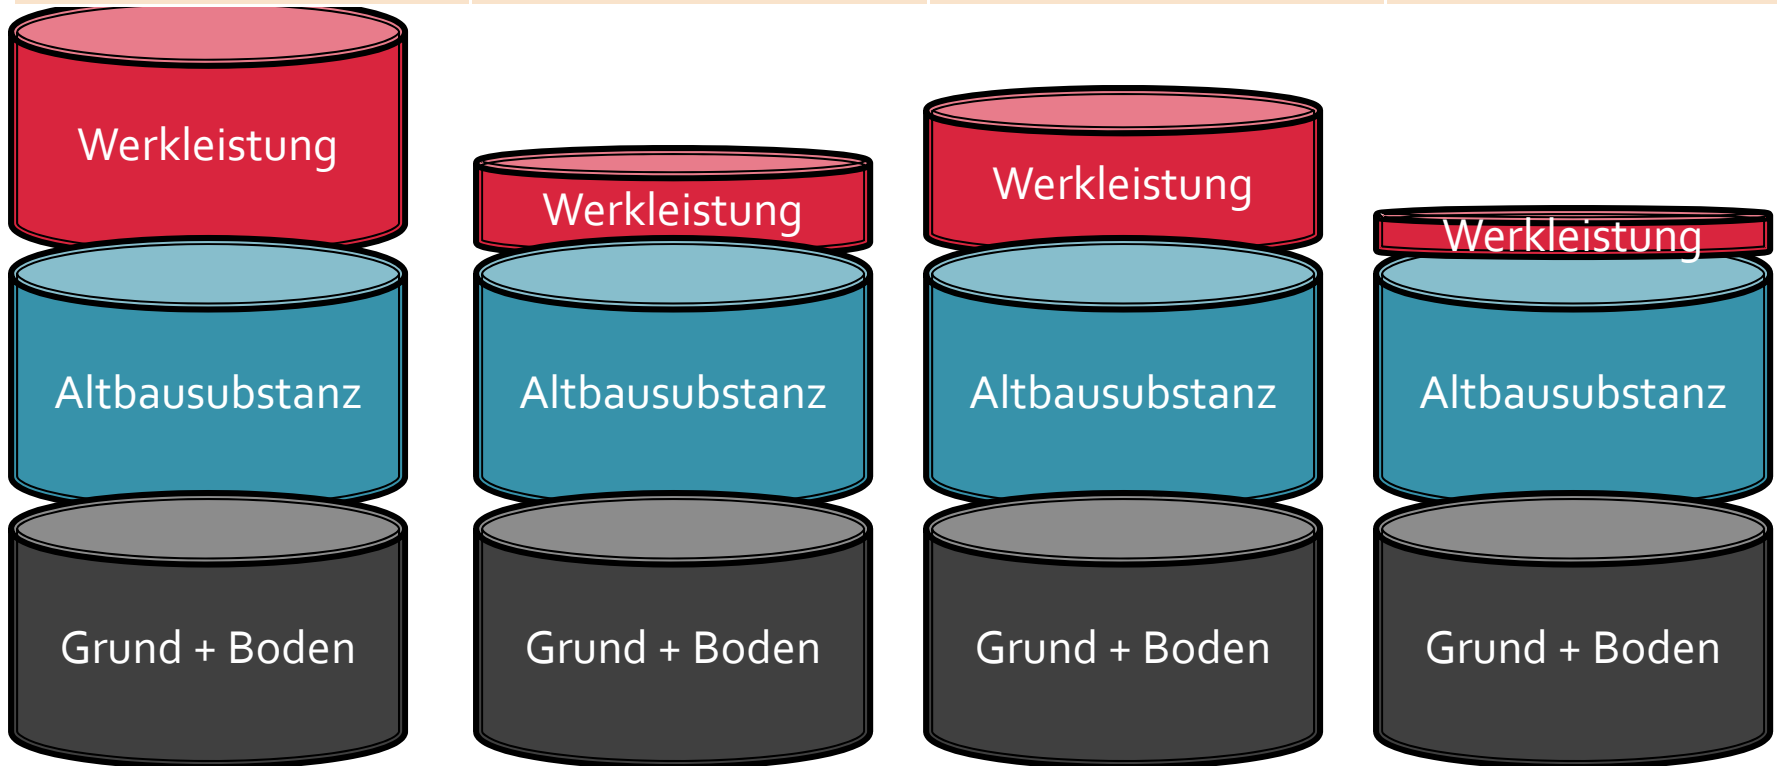 Werkleistung
Werkleistung
Werkleistung
Werkleistung
Altbausubstanz
Altbausubstanz
Altbausubstanz
Altbausubstanz
Grund + Boden
Grund + Boden
Grund + Boden
Grund + Boden